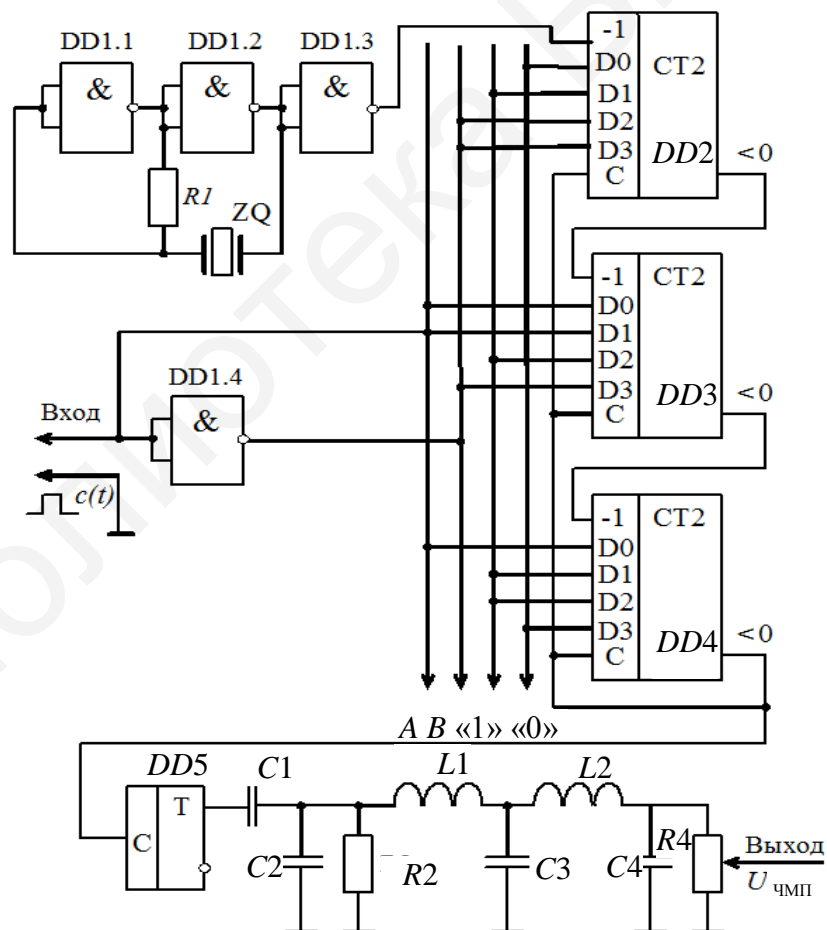 DD1.1 DD1.2 DD1.3
& & &
R1
ZQ
-1 CT2
D0
D1
D2
D3 DD2 < 0
C
-1 CT2
D0
D1
D2
D3 DD3 < 0
C
DD1.4
&
Вход
c(t)
-1 CT2
D0
D1
D2
D3 DD4 < 0
C
A B «1» «0»
DD5
C T
C1
C2
R2
L1
C3
L2
C4
R4
Выход
U ЧМП